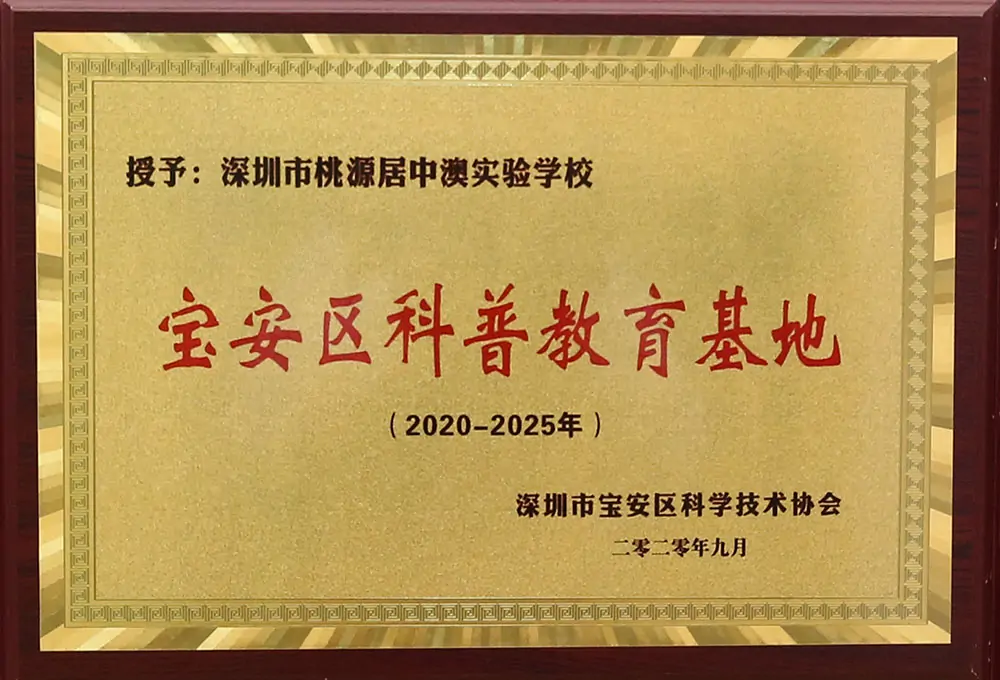 授予：深圳市桃源居中澳实验学校
宝安区科普教育基地
（2020-2025年）
深圳市宝安区科学技术协会
二零二零年九月